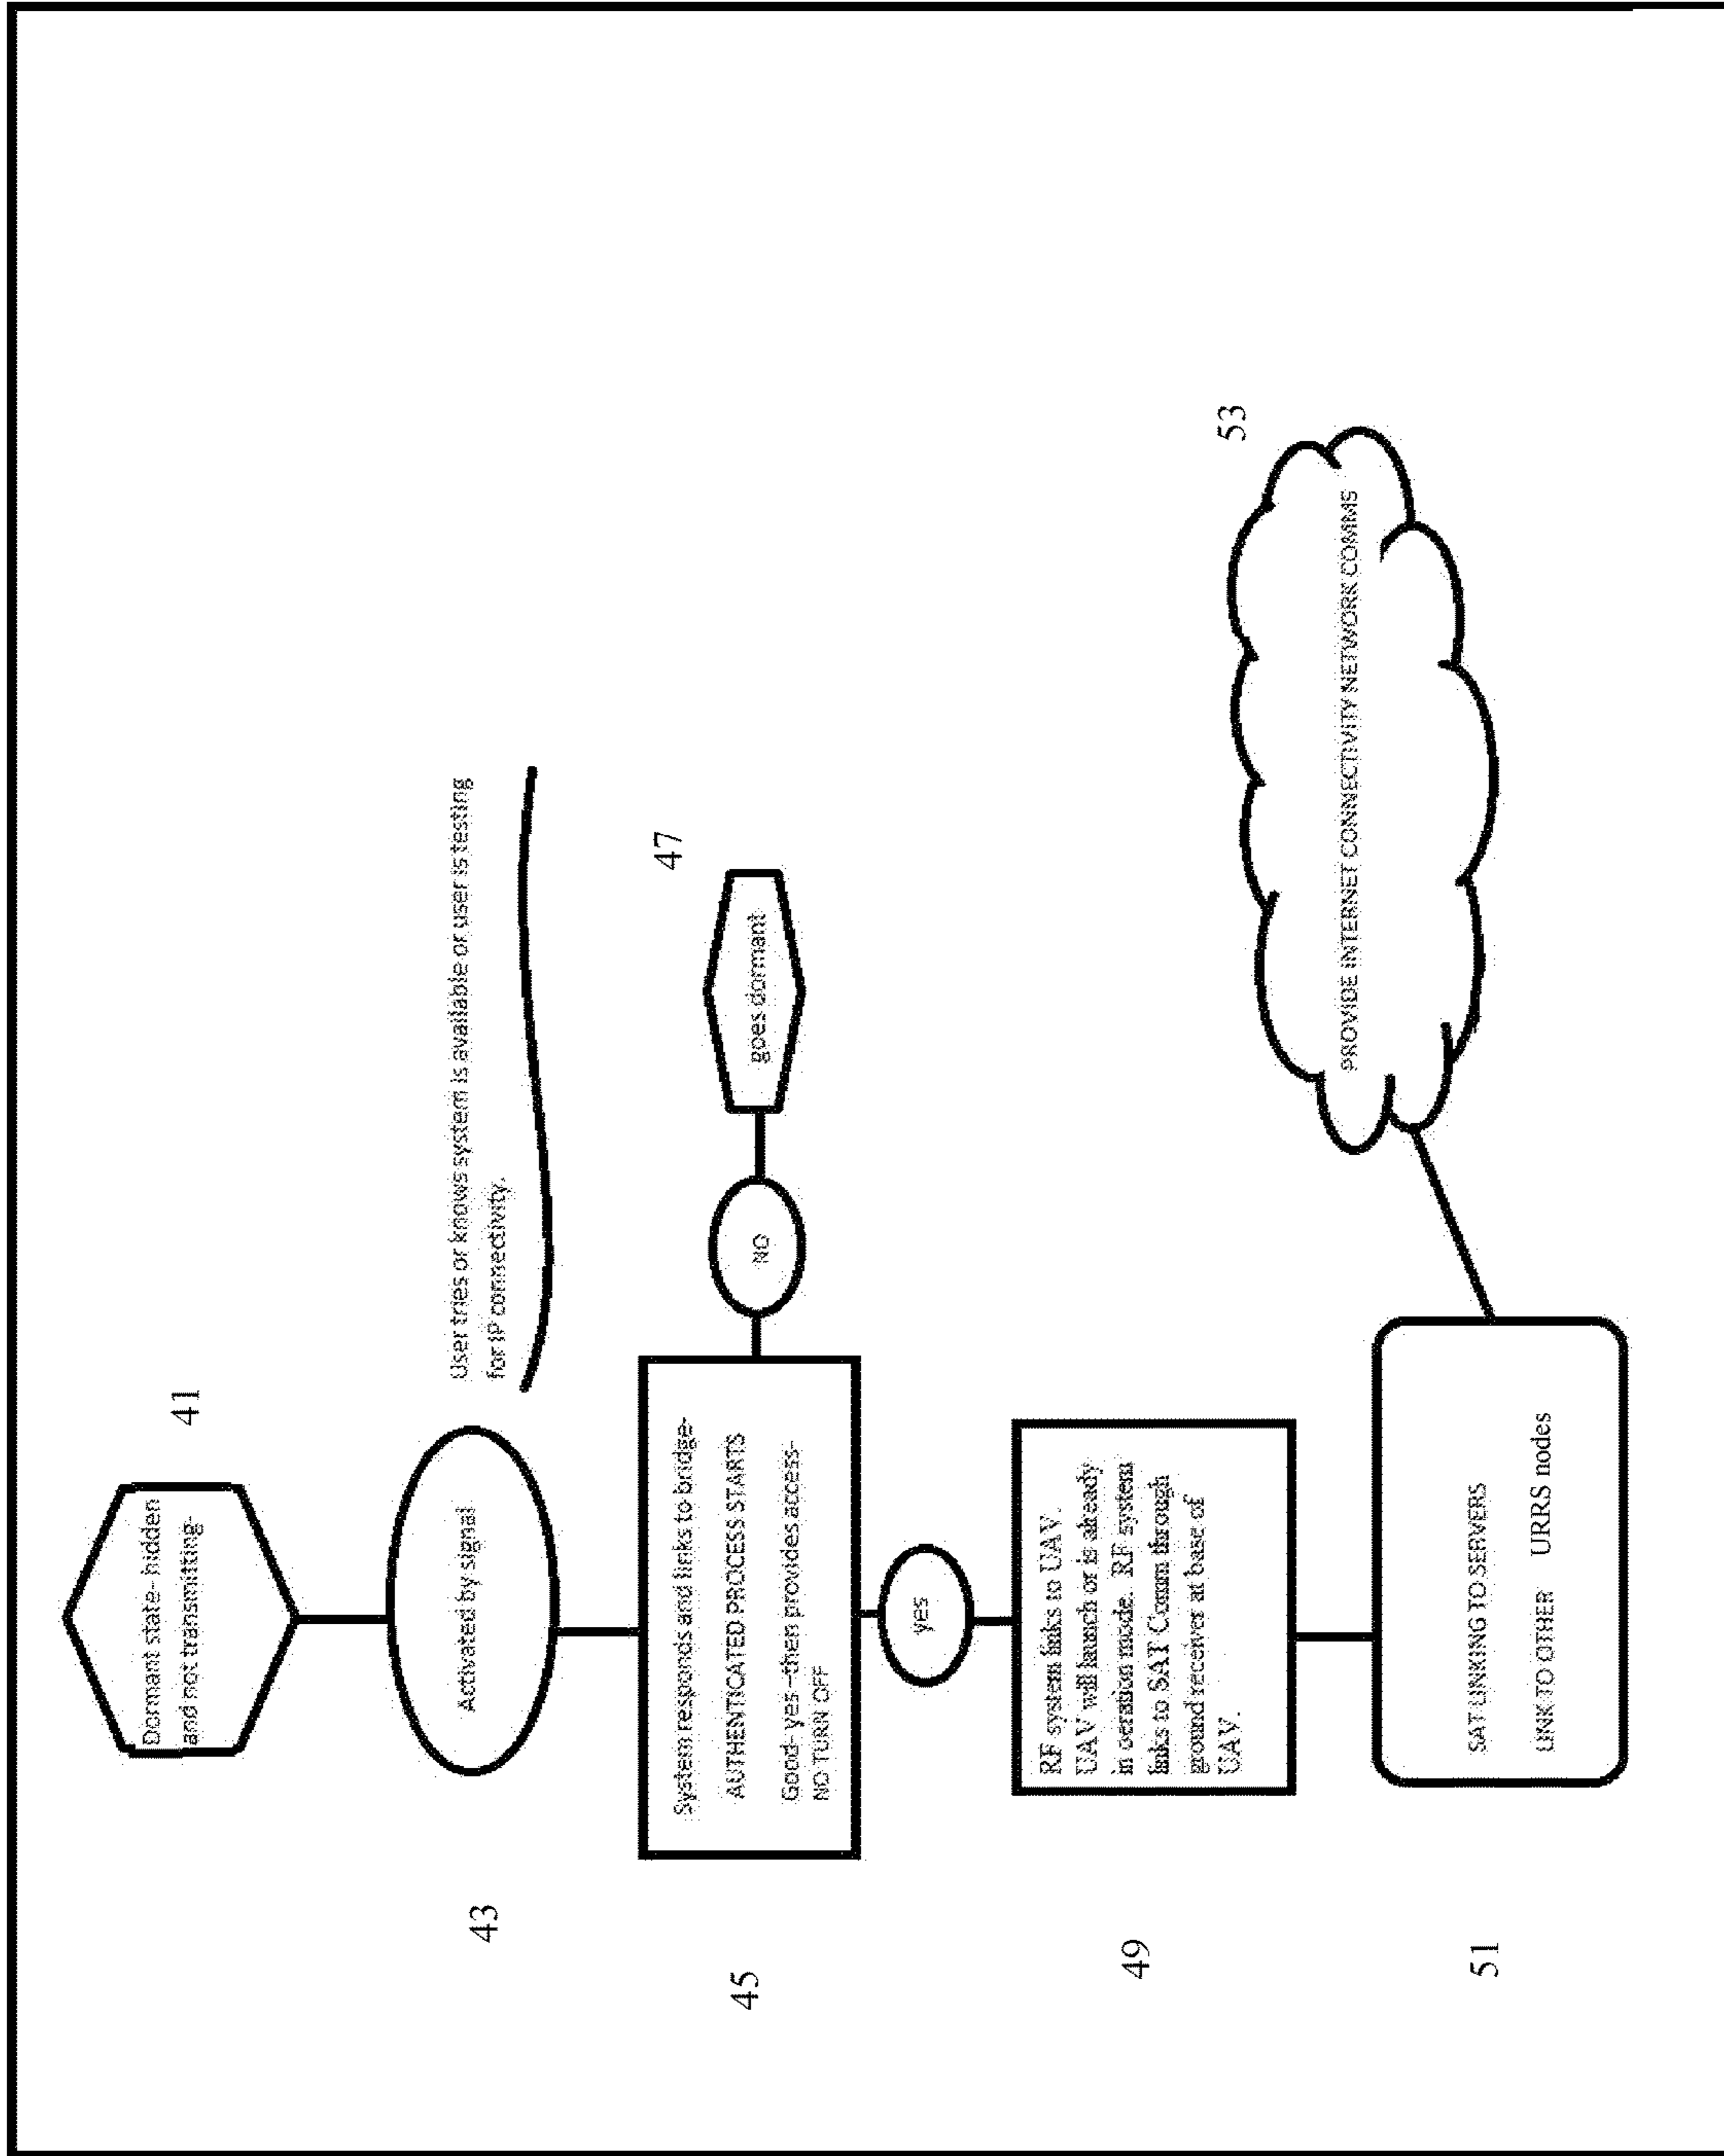 41
Dormant state- hidden
and not transmitting-
43
Activated by signal
User tries or knows system is available or user is testing
for IP connectivity.
45
System responds and links to bridge-
AUTHENTICATED PROCESS STARTS
Good- yes -then provides access-
NO TURN OFF
NO
47
goes dormant
yes
49
RF system links to UAV.
UAV will launch or is already
in oeration mode. RF system
links to SAT Comm through
ground receiver at base of
UAV.
51
SAT LINKING TO SERVERS
LINK TO OTHER URRS nodes
53
PROVIDE INTERNET CONNECTIVITY NETWORK COMMS